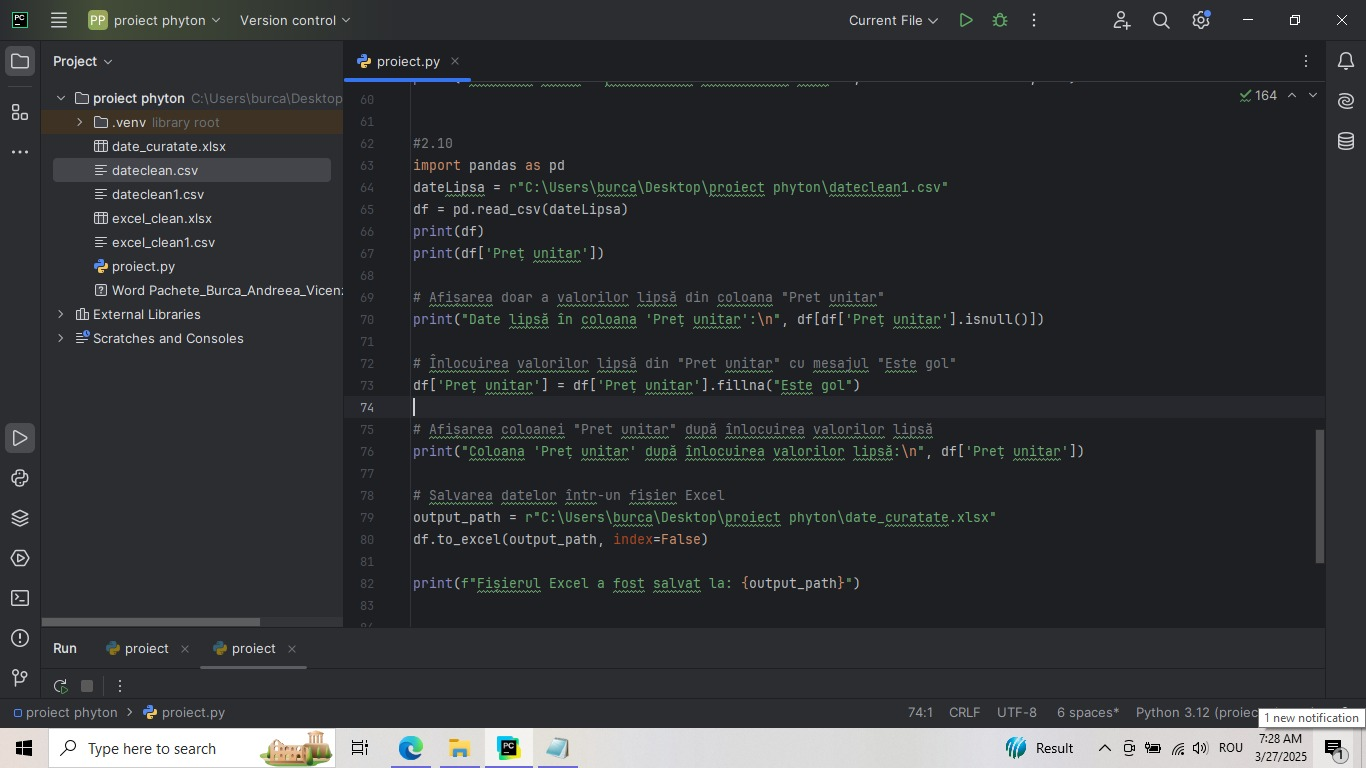 PC
PP proiect phyton
Version control
Current File
Project
proiect.py
proiect phyton C:\Users\burca\Desktop
.venv library root
date_curatate.xlsx
dateclean.csv
dateclean1.csv
excel_clean.xlsx
excel_clean1.csv
proiect.py
Word Pachete_Burca_Andreea_Vicenz
External Libraries
Scratches and Consoles
164
60
61
62 #2.10
63 import pandas as pd
64 dateLipsa = r"C:\Users\burca\Desktop\proiect phyton\dateclean1.csv"
65 df = pd.read_csv(dateLipsa)
66 print(df)
67 print(df['Preț unitar'])
68
69 # Afișarea doar a valorilor lipsă din coloana "Pret unitar"
70 print("Date lipsă în coloana 'Preț unitar':\n", df[df['Preț unitar'].isnull()])
71
72 # Înlocuirea valorilor lipsă din "Pret unitar" cu mesajul "Este gol"
73 df['Preț unitar'] = df['Preț unitar'].fillna("Este gol")
74
75 # Afișarea coloanei "Pret unitar" după înlocuirea valorilor lipsă
76 print("Coloana 'Preț unitar' după înlocuirea valorilor lipsă:\n", df['Preț unitar'])
77
78 # Salvarea datelor într-un fișier Excel
79 output_path = r"C:\Users\burca\Desktop\proiect phyton\date_curatate.xlsx"
80 df.to_excel(output_path, index=False)
81
82 print(f"Fișierul Excel a fost salvat la: {output_path}")
83
Run
proiect
proiect
proiect phyton
proiect.py
74:1 CRLF UTF-8 6 spaces* Python 3.12 (proiec
1 new notification
Type here to search
PC
Result
ROU
7:28 AM
3/27/2025
1